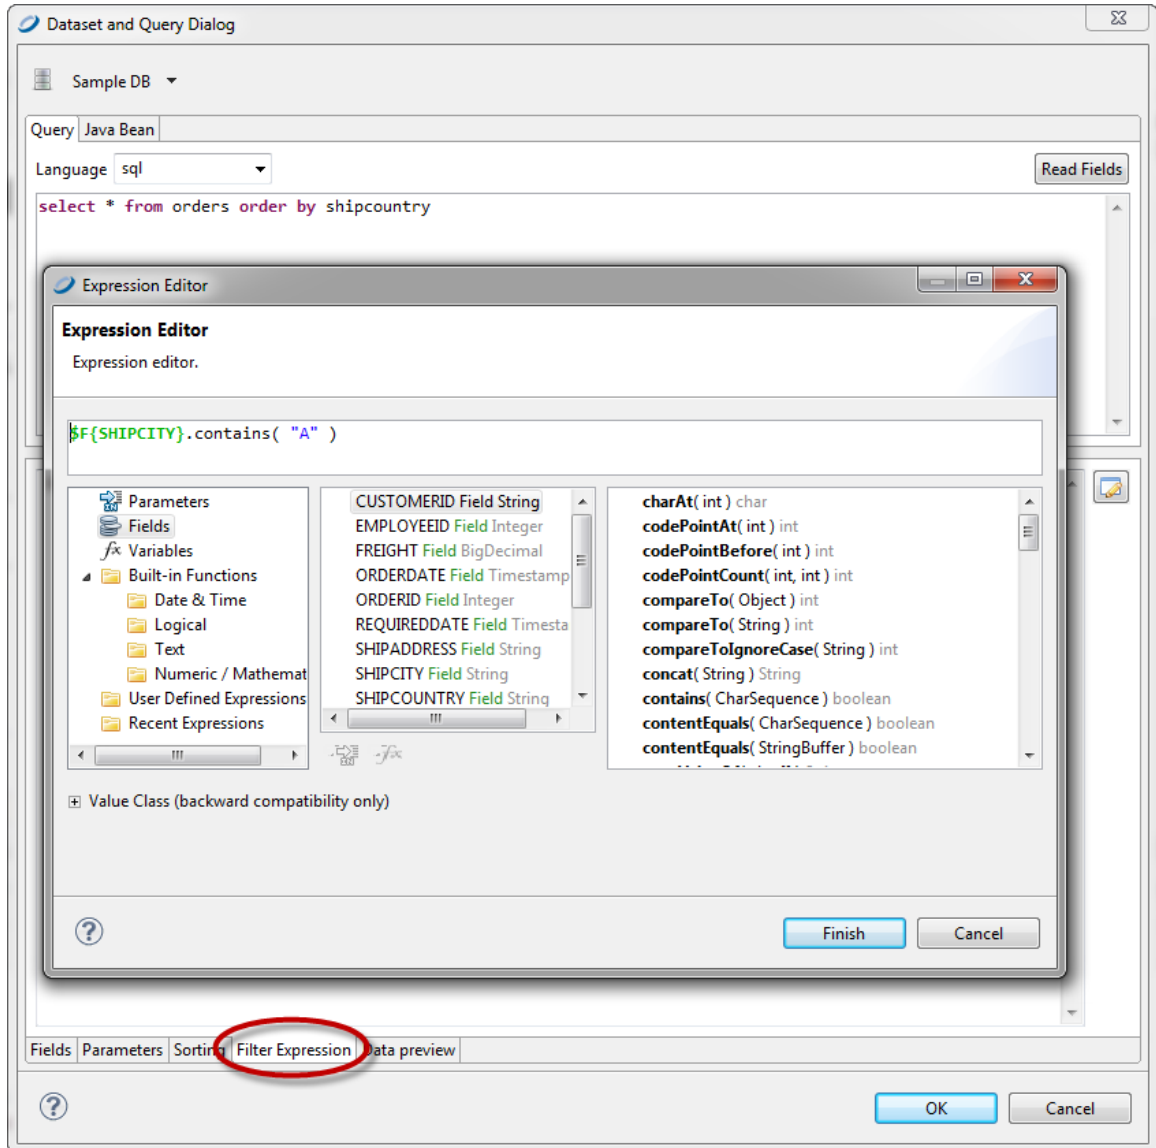 Dataset and Query Dialog
Sample DB
Query Java Bean
Language sql Read Fields
select * from orders order by shipcountry
Expression Editor
Expression Editor
Expression editor.
$F{SHIPCITY}.contains( "A" )
Parameters
Fields
Variables
Built-in Functions
Date & Time
Logical
Text
Numeric / Mathemat
User Defined Expressions
Recent Expressions
CUSTOMERID Field String
EMPLOYEEID Field Integer
FREIGHT Field BigDecimal
ORDERDATE Field Timestamp
ORDERID Field Integer
REQUIREDDATE Field Timesta
SHIPADDRESS Field String
SHIPCITY Field String
SHIPCOUNTRY Field String
charAt( int ) char
codePointAt( int ) int
codePointBefore( int ) int
codePointCount( int, int ) int
compareTo( Object ) int
compareTo( String ) int
compareToIgnoreCase( String ) int
concat( String ) String
contains( CharSequence ) boolean
contentEquals( CharSequence ) boolean
contentEquals( StringBuffer ) boolean
Value Class (backward compatibility only)
Finish Cancel
Fields Parameters Sorting Filter Expression Data preview
OK Cancel